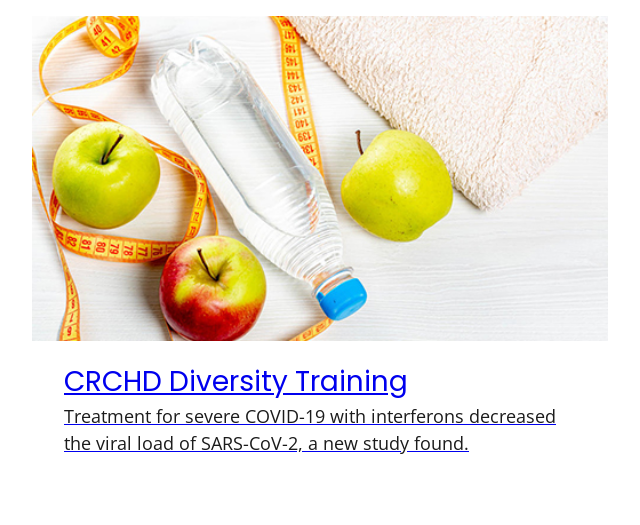 CRCHD Diversity Training
Treatment for severe COVID-19 with interferons decreased
the viral load of SARS-CoV-2, a new study found.